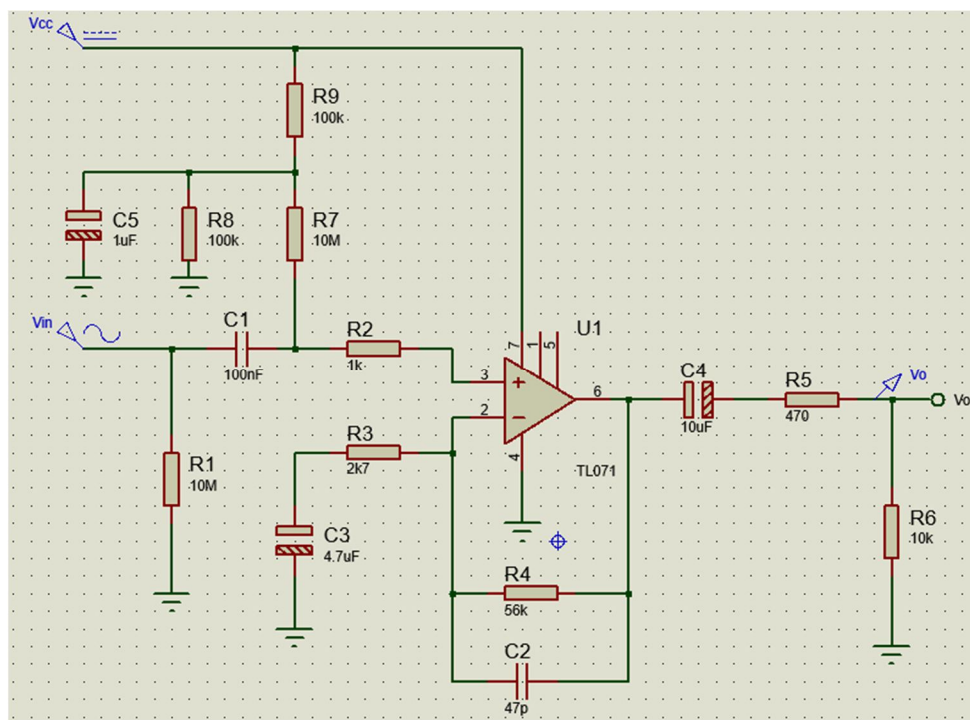 Vcc
R9
100k
C5
1uF
R8
100k
R7
10M
Vin
C1
100nF
R2
1k
U1
7
1
5
3
2
6
4
TL071
C4
10uF
R5
470
Vo
Vo
R3
2k7
R1
10M
C3
4.7uF
R6
10k
R4
56k
C2
47p